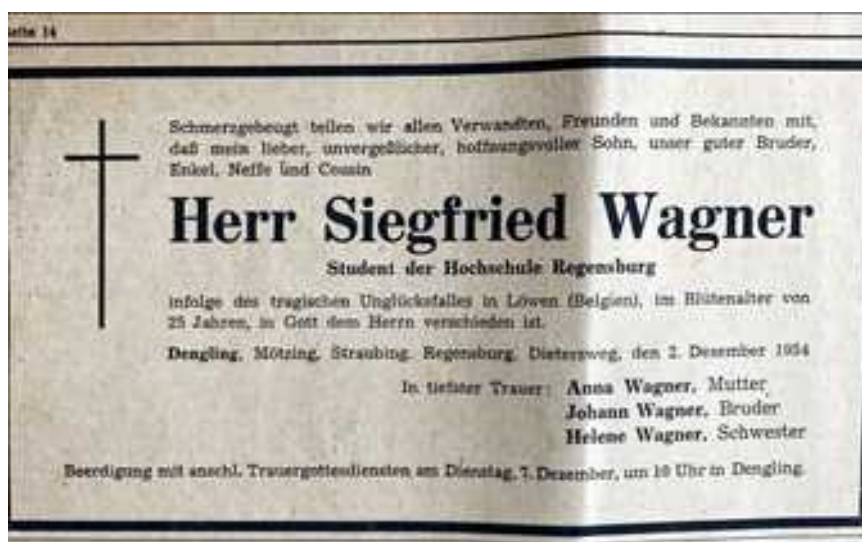 Seite 14
Schmerzgebeugt teilen wir allen Verwandten, Freunden und Bekannten mit,
daß mein lieber, unvergeßlicher, hoffnungsvoller Sohn, unser guter Bruder,
Enkel, Neffe und Cousin
Herr Siegfried Wagner
Student der Hochschule Regensburg
infolge des tragischen Unglücksfalles in Löwen (Belgien), im Blütenalter von
25 Jahren, in Gott dem Herrn verschieden ist.
Dengling, Mötzing, Straubing, Regensburg, Dietersweg, den 2. Dezember 1954
In tiefster Trauer: Anna Wagner, Mutter
Johann Wagner, Bruder
Helene Wagner, Schwester
Beerdigung mit anschl. Trauergottesdiensten am Dienstag, 7. Dezember, um 10 Uhr in Dengling.